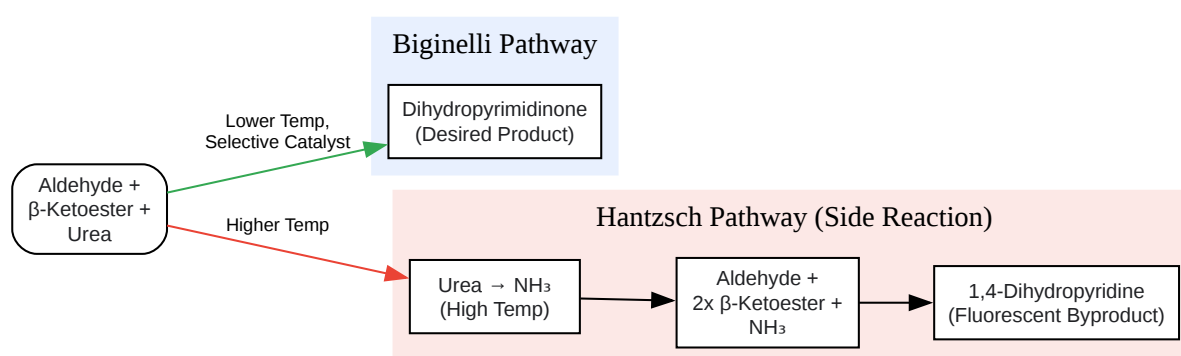 Biginelli Pathway
Dihydropyrimidinone
(Desired Product)
Lower Temp,
Selective Catalyst
Aldehyde +
β-Ketoester +
Urea
Higher Temp
Hantzsch Pathway (Side Reaction)
Urea → NH₃
(High Temp)
Aldehyde +
2x β-Ketoester +
NH₃
1,4-Dihydropyridine
(Fluorescent Byproduct)